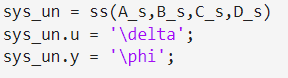 sys_un = ss(A_s,B_s,C_s,D_s)
sys_un.u = '\delta';
sys_un.y = '\phi';